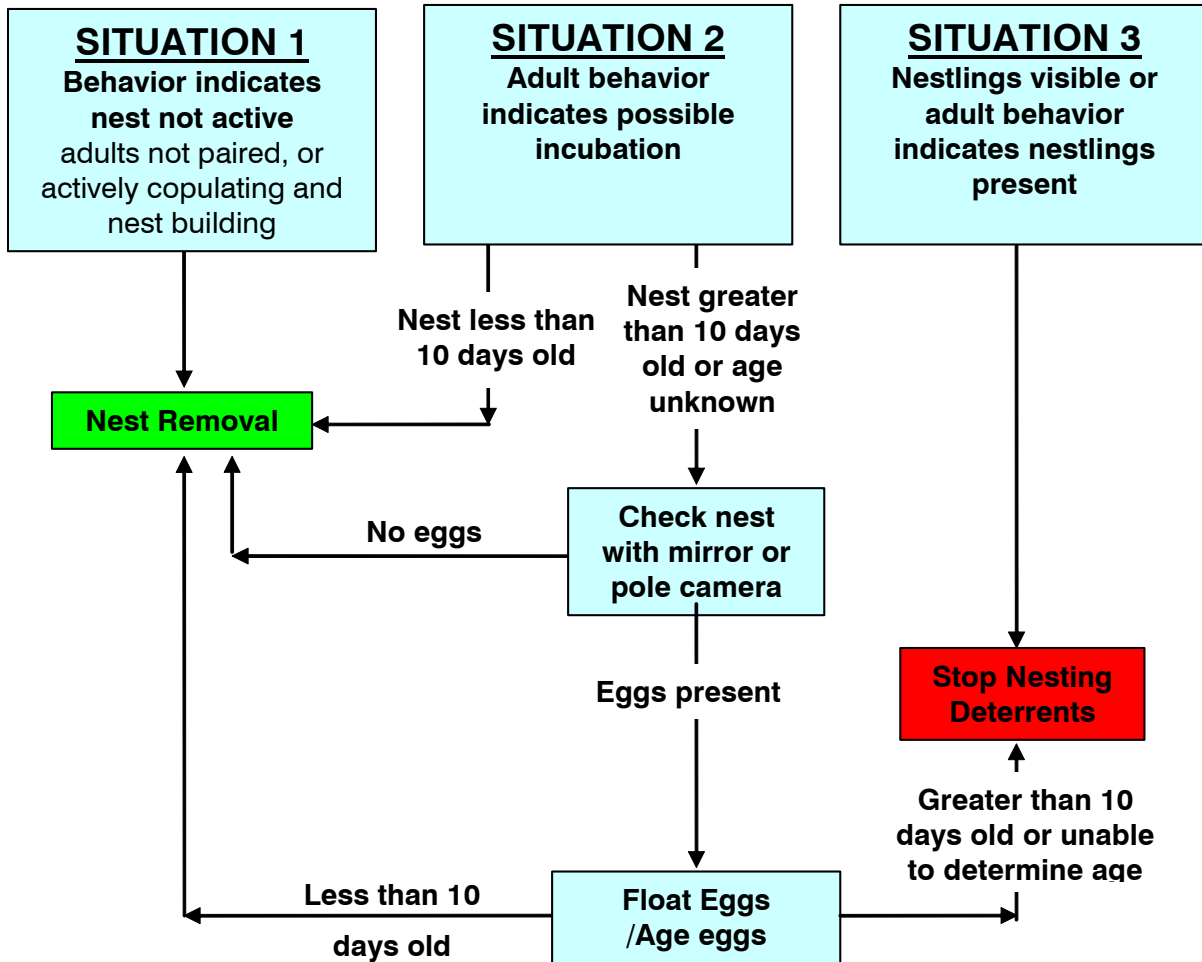 SITUATION 1
Behavior indicates
nest not active
adults not paired, or
actively copulating and
nest building
SITUATION 2
Adult behavior
indicates possible
incubation
SITUATION 3
Nestlings visible or
adult behavior
indicates nestlings
present
Nest less than
10 days old
Nest greater
than 10 days
old or age
unknown
Nest Removal
No eggs
Check nest
with mirror or
pole camera
Eggs present
Stop Nesting
Deterrents
Greater than 10
days old or unable
to determine age
Less than 10
days old
Float Eggs
/Age eggs